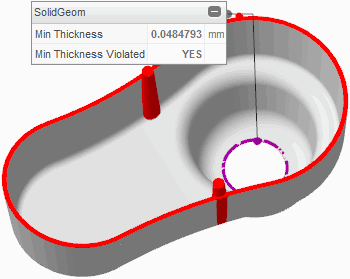 SolidGeom
Min Thickness 0.0484793 mm
Min Thickness Violated YES